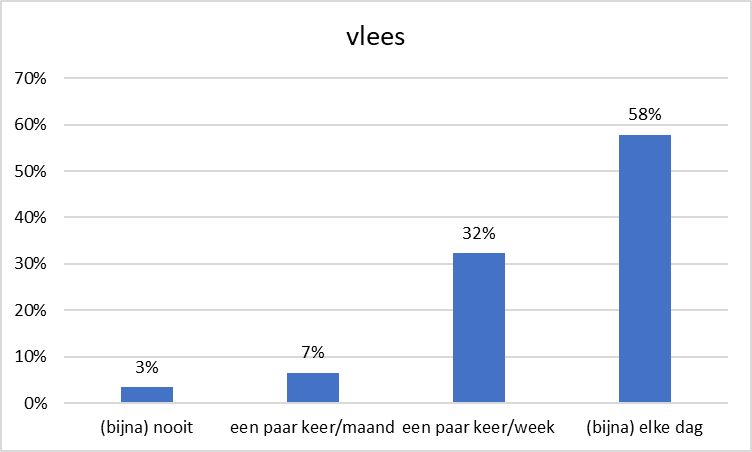 vlees
70%
60%
50%
40%
30%
20%
10%
0%
3%
7%
32%
58%
(bijna) nooit
een paar keer/maand
een paar keer/week
(bijna) elke dag